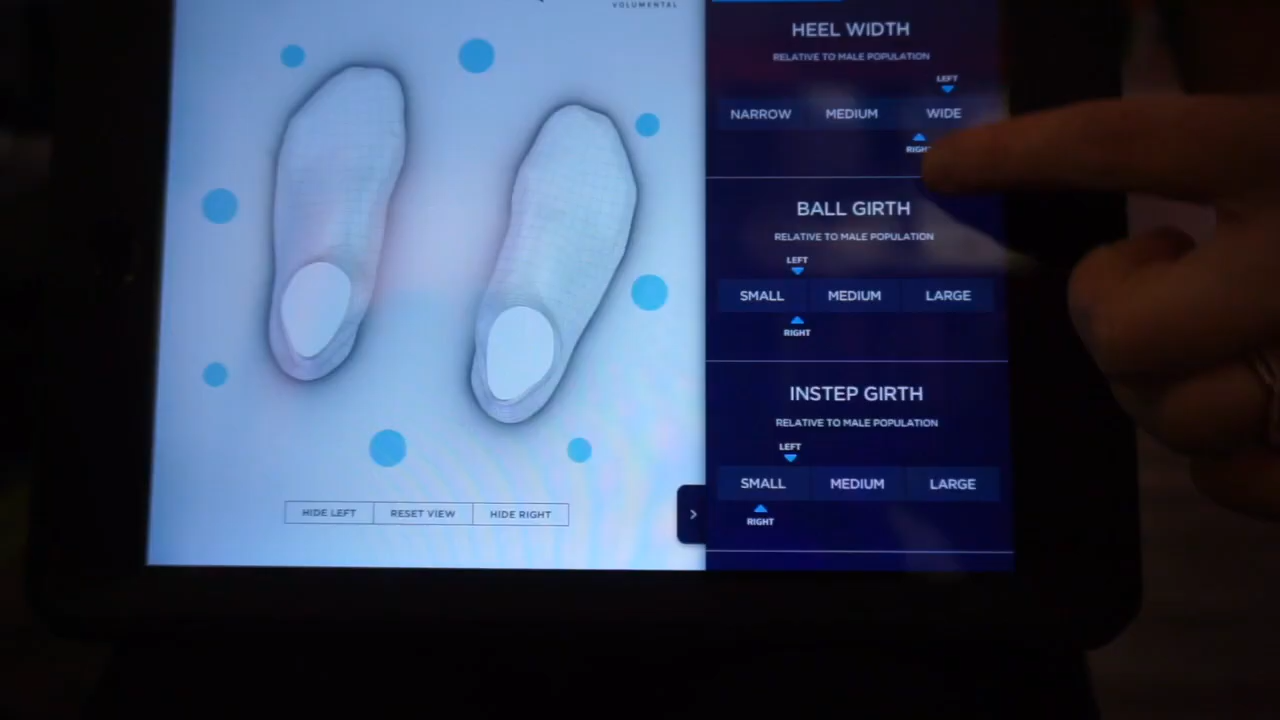 VOLUMENTAL
HEEL WIDTH
RELATIVE TO MALE POPULATION
LEFT
NARROW MEDIUM WIDE
RIGHT
BALL GIRTH
RELATIVE TO MALE POPULATION
LEFT
SMALL MEDIUM LARGE
RIGHT
INSTEP GIRTH
RELATIVE TO MALE POPULATION
LEFT
SMALL MEDIUM LARGE
RIGHT
HIDE LEFT RESET VIEW HIDE RIGHT